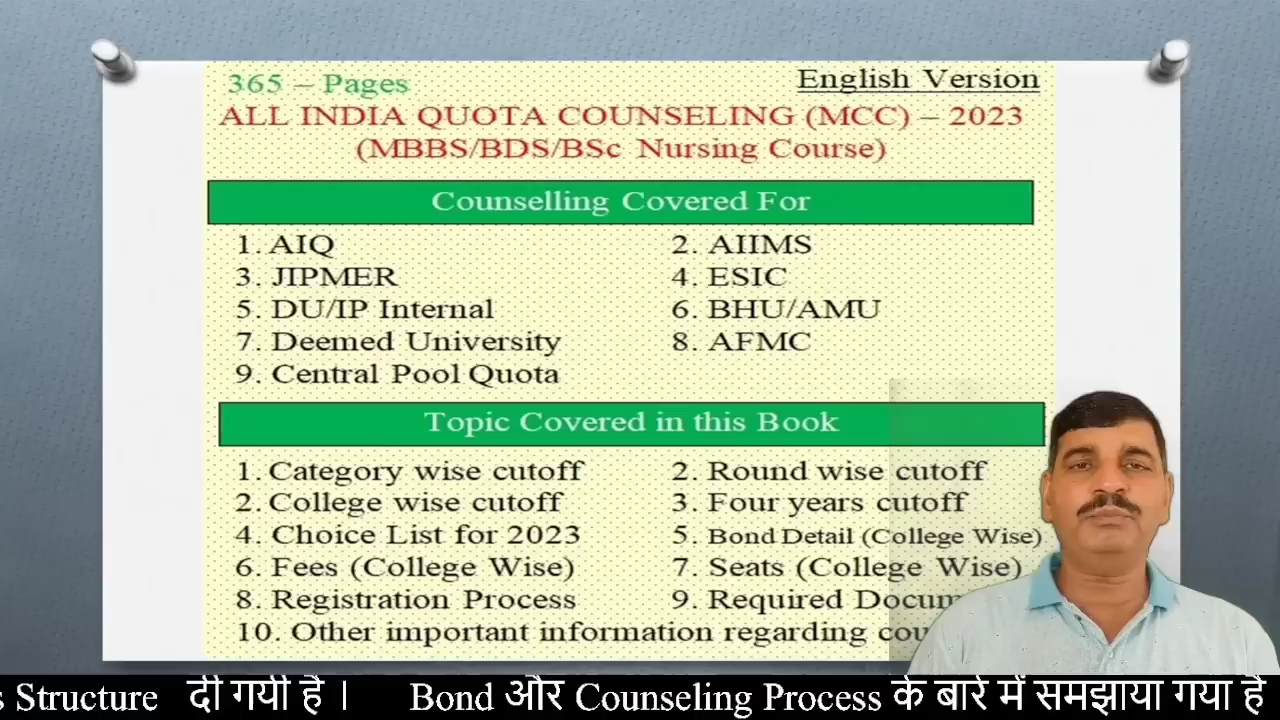 365 – Pages English Version
ALL INDIA QUOTA COUNSELING (MCC) – 2023
(MBBS/BDS/BSc Nursing Course)
Counselling Covered For
1. AIQ 2. AIIMS
3. JIPMER 4. ESIC
5. DU/IP Internal 6. BHU/AMU
7. Deemed University 8. AFMC
9. Central Pool Quota
Topic Covered in this Book
1. Category wise cutoff 2. Round wise cutoff
2. College wise cutoff 3. Four years cutoff
4. Choice List for 2023 5. Bond Detail (College Wise)
6. Fees (College Wise) 7. Seats (College Wise)
8. Registration Process 9. Required
10. Other important information regarding
Structure दी गयी है। Bond और Counseling Process के बारे में समझाया गया है